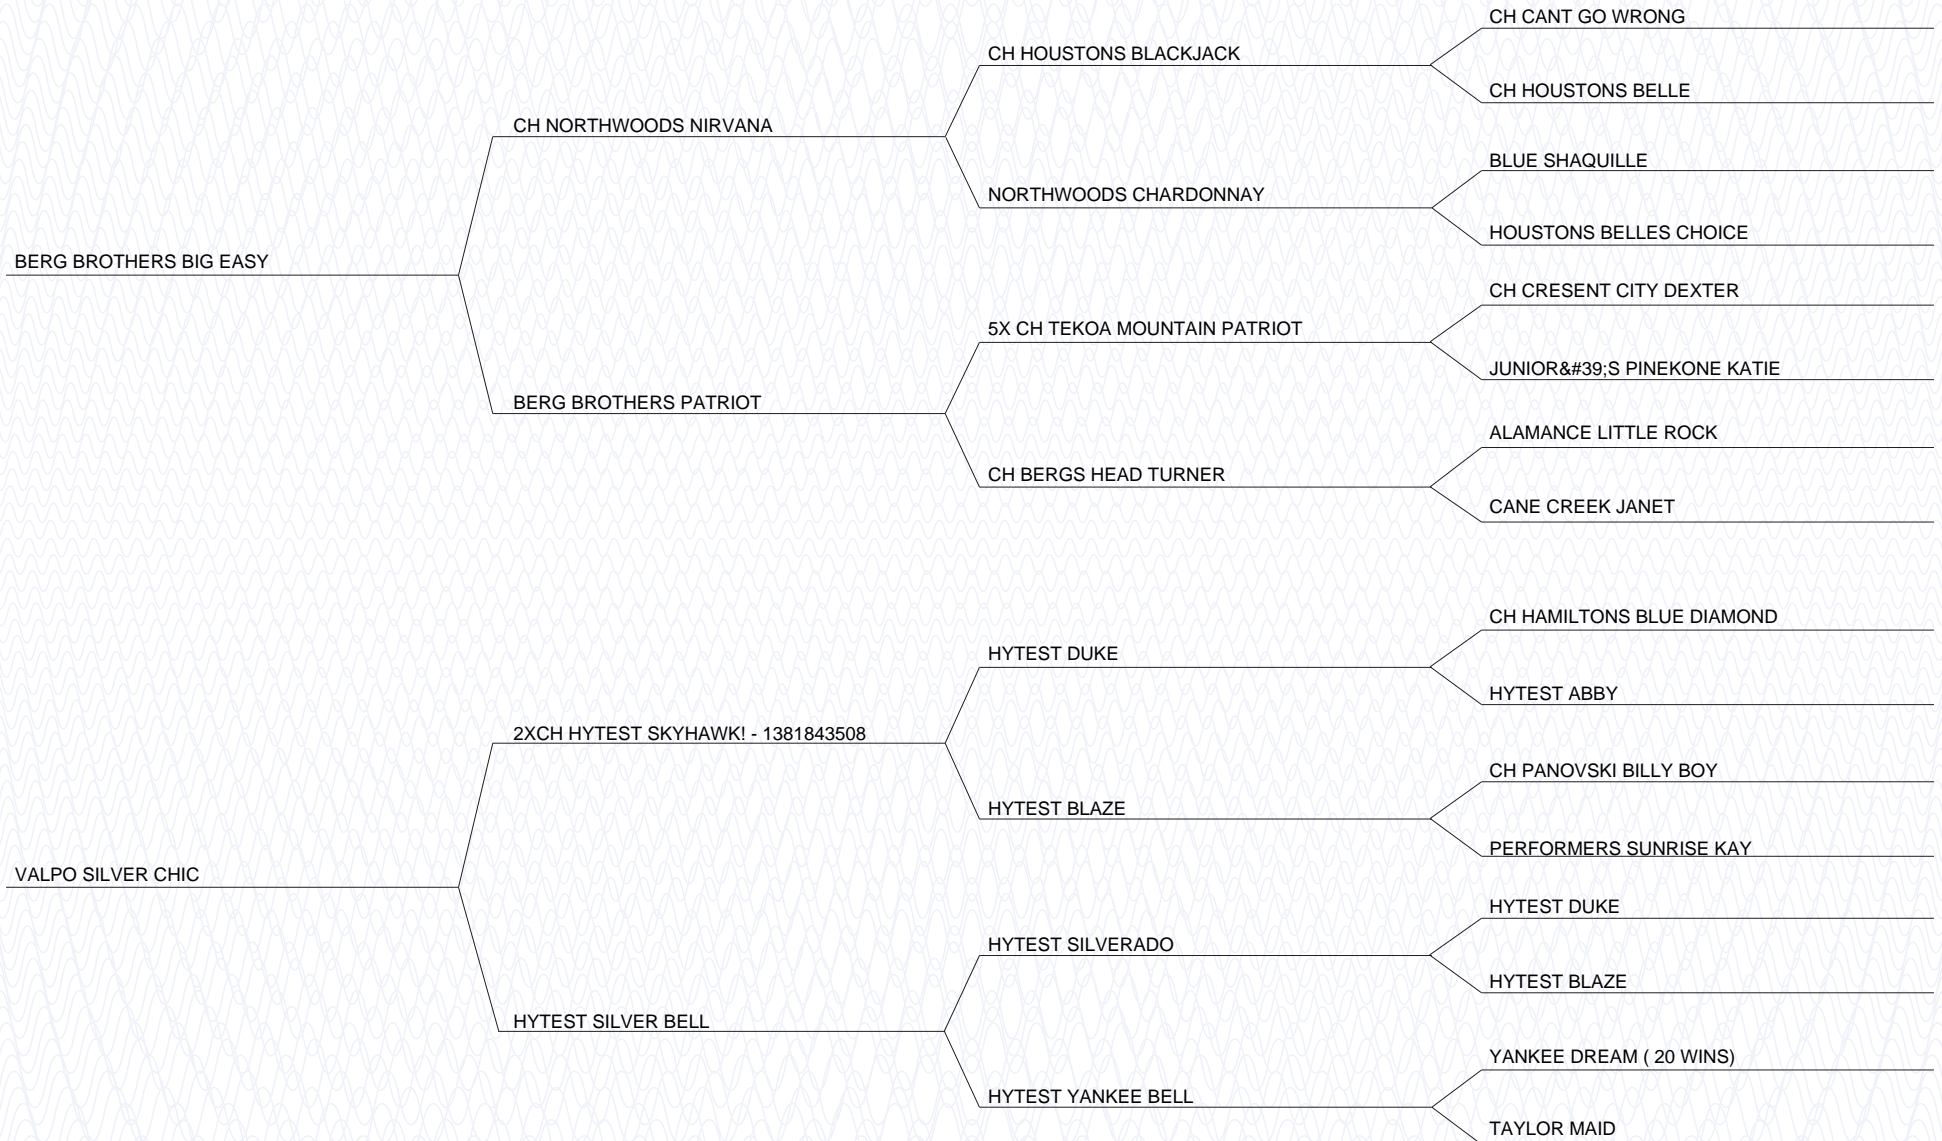 CH CANT GO WRONG
CH HOUSTONS BLACKJACK
CH HOUSTONS BELLE
CH NORTHWOODS NIRVANA
BLUE SHAQUILLE
NORTHWOODS CHARDONNAY
HOUSTONS BELLES CHOICE
BERG BROTHERS BIG EASY
CH CRESENT CITY DEXTER
5X CH TEKOA MOUNTAIN PATRIOT
JUNIOR&#39;S PINEKONE KATIE
BERG BROTHERS PATRIOT
ALAMANCE LITTLE ROCK
CH BERGS HEAD TURNER
CANE CREEK JANET
CH HAMILTONS BLUE DIAMOND
HYTEST DUKE
HYTEST ABBY
2XCH HYTEST SKYHAWK! - 1381843508
CH PANOVSKI BILLY BOY
HYTEST BLAZE
PERFORMERS SUNRISE KAY
VALPO SILVER CHIC
HYTEST DUKE
HYTEST SILVERADO
HYTEST BLAZE
HYTEST SILVER BELL
YANKEE DREAM ( 20 WINS)
HYTEST YANKEE BELL
TAYLOR MAID